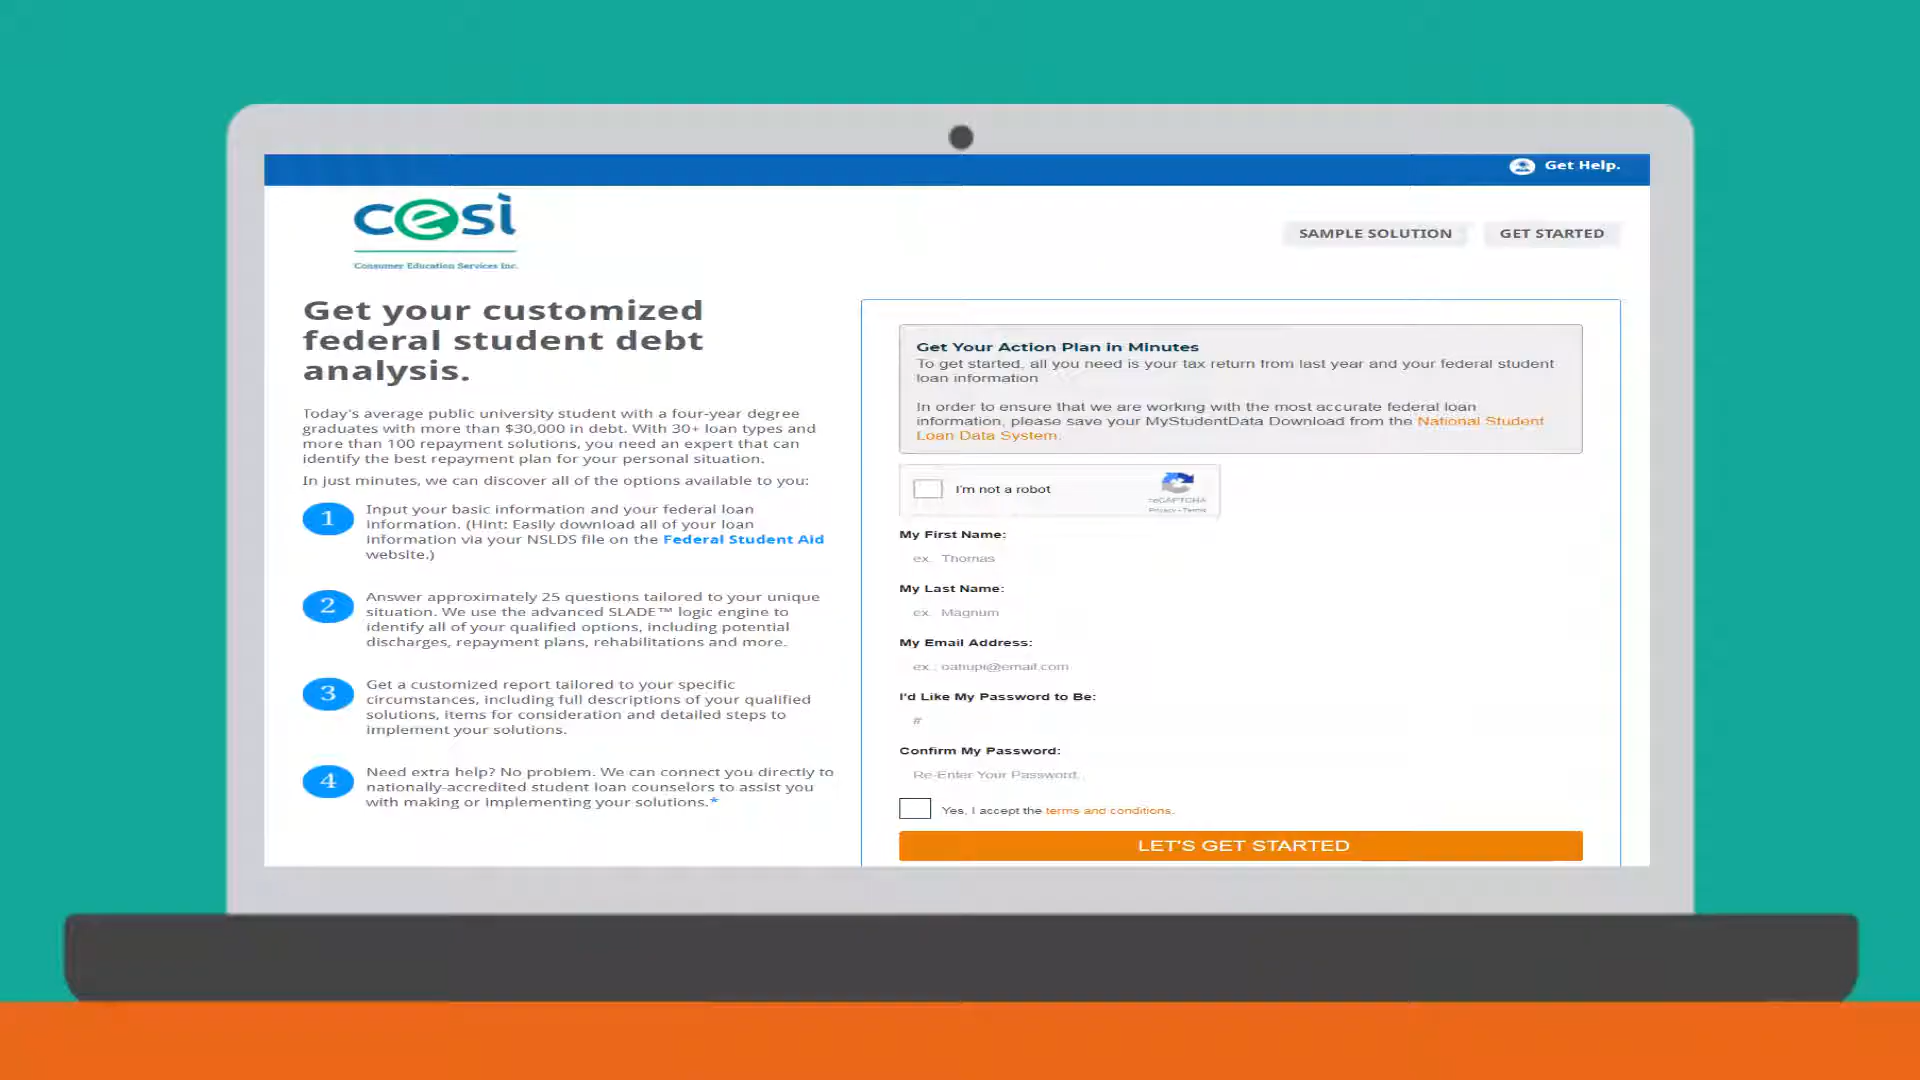 Get Help.
cesi
Consumer Education Services Inc.
SAMPLE SOLUTION
GET STARTED
Get your customized
federal student debt
analysis.
Today's average public university student with a four-year degree
graduates with more than $30,000 in debt. With 30+ loan types and
more than 100 repayment solutions, you need an expert that can
identify the best repayment plan for your personal situation.
In just minutes, we can discover all of the options available to you:
1
Input your basic information and your federal loan
information. (Hint: Easily download all of your loan
information via your NSLDS file on the Federal Student Aid
website.)
2
Answer approximately 25 questions tailored to your unique
situation. We use the advanced SLADE™ logic engine to
identify all of your qualified options, including potential
discharges, repayment plans, rehabilitations and more.
3
Get a customized report tailored to your specific
circumstances, including full descriptions of your qualified
solutions, items for consideration and detailed steps to
implement your solutions.
4
Need extra help? No problem. We can connect you directly to
nationally-accredited student loan counselors to assist you
with making or implementing your solutions.*
Get Your Action Plan in Minutes
To get started, all you need is your tax return from last year and your federal student
loan information
In order to ensure that we are working with the most accurate federal loan
information, please save your MyStudentData Download from the National Student
Loan Data System.
I'm not a robot
reCAPTCHA
Privacy - Terms
My First Name:
ex. Thomas
My Last Name:
ex. Magnum
My Email Address:
ex.: @email.com
I'd Like My Password to Be:
#
Confirm My Password:
Re-Enter Your Password.
Yes, I accept the terms and conditions.
LET'S GET STARTED